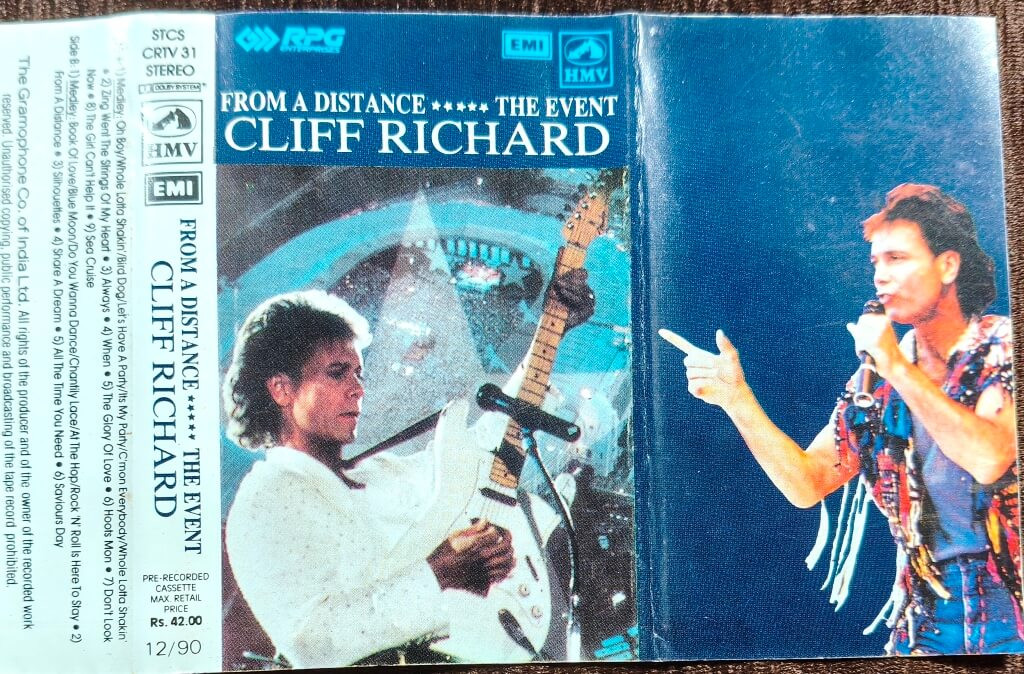 The Gramophone Co. of India Ltd. All rights of the producer and of the owner of the recorded work
reserved. Unauthorised copying, public performance and broadcasting of the tape record prohibited.
1) Medley: Oh Boy/Whole Lotta Shakin'/Bird Dog/Let's Have A Party/Its My Party/C'mon Everybody/Whole Lotta Shakin'
• 2) Zing Went The Strings Of My Heart • 3) Always • 4) When • 5) The Glory Of Love • 6) Hoots Mon • 7) Don't Look
Now • 8) The Girl Can't Help It • 9) Sea Cruise
Side B: 1) Medley: Book Of Love/Blue Moon/Do You Wanna Dance/Chantilly Lace/At The Hop/Rock 'N' Roll Is Here To Stay • 2)
From A Distance • 3) Silhouettes • 4) Share A Dream • 5) All The Time You Need • 6) Saviours Day
STCS
CRTV 31
STEREO
DOLBY SYSTEM
HMV
EMI
FROM A DISTANCE ★★★★★ THE EVENT
CLIFF RICHARD
PRE-RECORDED
CASSETTE
MAX. RETAIL
PRICE
Rs. 42.00
12/90
RPG
ENTERPRISES
EMI
HMV
FROM A DISTANCE ★★★★★ THE EVENT
CLIFF RICHARD